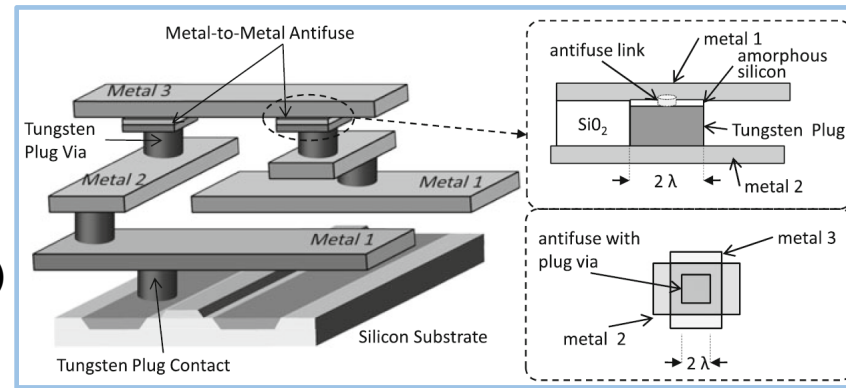 Metal-to-Metal Antifuse
Metal 3
Tungsten
Plug Via
Metal 2
Metal 1
Metal 1
Silicon Substrate
Tungsten Plug Contact
antifuse link
metal 1
amorphous
silicon
SiO₂
Tungsten Plug
2 λ
metal 2
antifuse with
plug via
metal 3
metal 2
2 λ
)